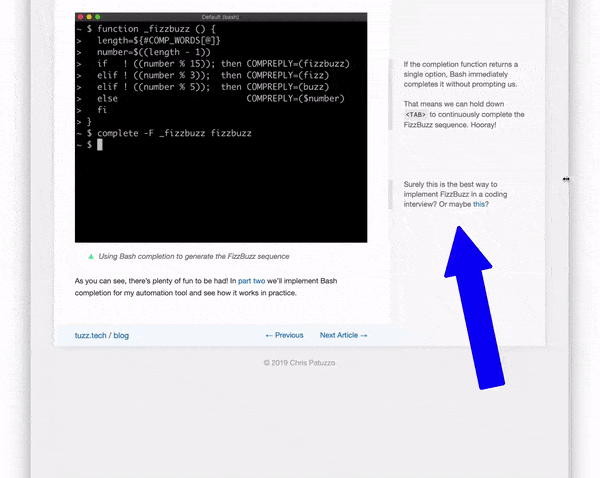 Default (bash)
~ $ function _fizzbuzz () {
>   length=${#COMP_WORDS[@]}
>   number=$((length - 1))
>   if   ! ((number % 15));  then COMPREPLY=(fizzbuzz)
>   elif ! ((number % 3));  then COMPREPLY=(fizz)
>   elif ! ((number % 5));  then COMPREPLY=(buzz)
>   else                         COMPREPLY=($number)
>   fi
> }
~ $ complete -F _fizzbuzz fizzbuzz
~ $
If the completion function returns a
single option, Bash immediately
completes it without prompting us.
That means we can hold down
<TAB> to continuously complete the
FizzBuzz sequence. Hooray!
Surely this is the best way to
implement FizzBuzz in a coding
interview? Or maybe this?
▲ Using Bash completion to generate the FizzBuzz sequence
As you can see, there's plenty of fun to be had! In part two we'll implement Bash
completion for my automation tool and see how it works in practice.
tuzz.tech / blog
← Previous
Next Article →
© 2019 Chris Patuzzo